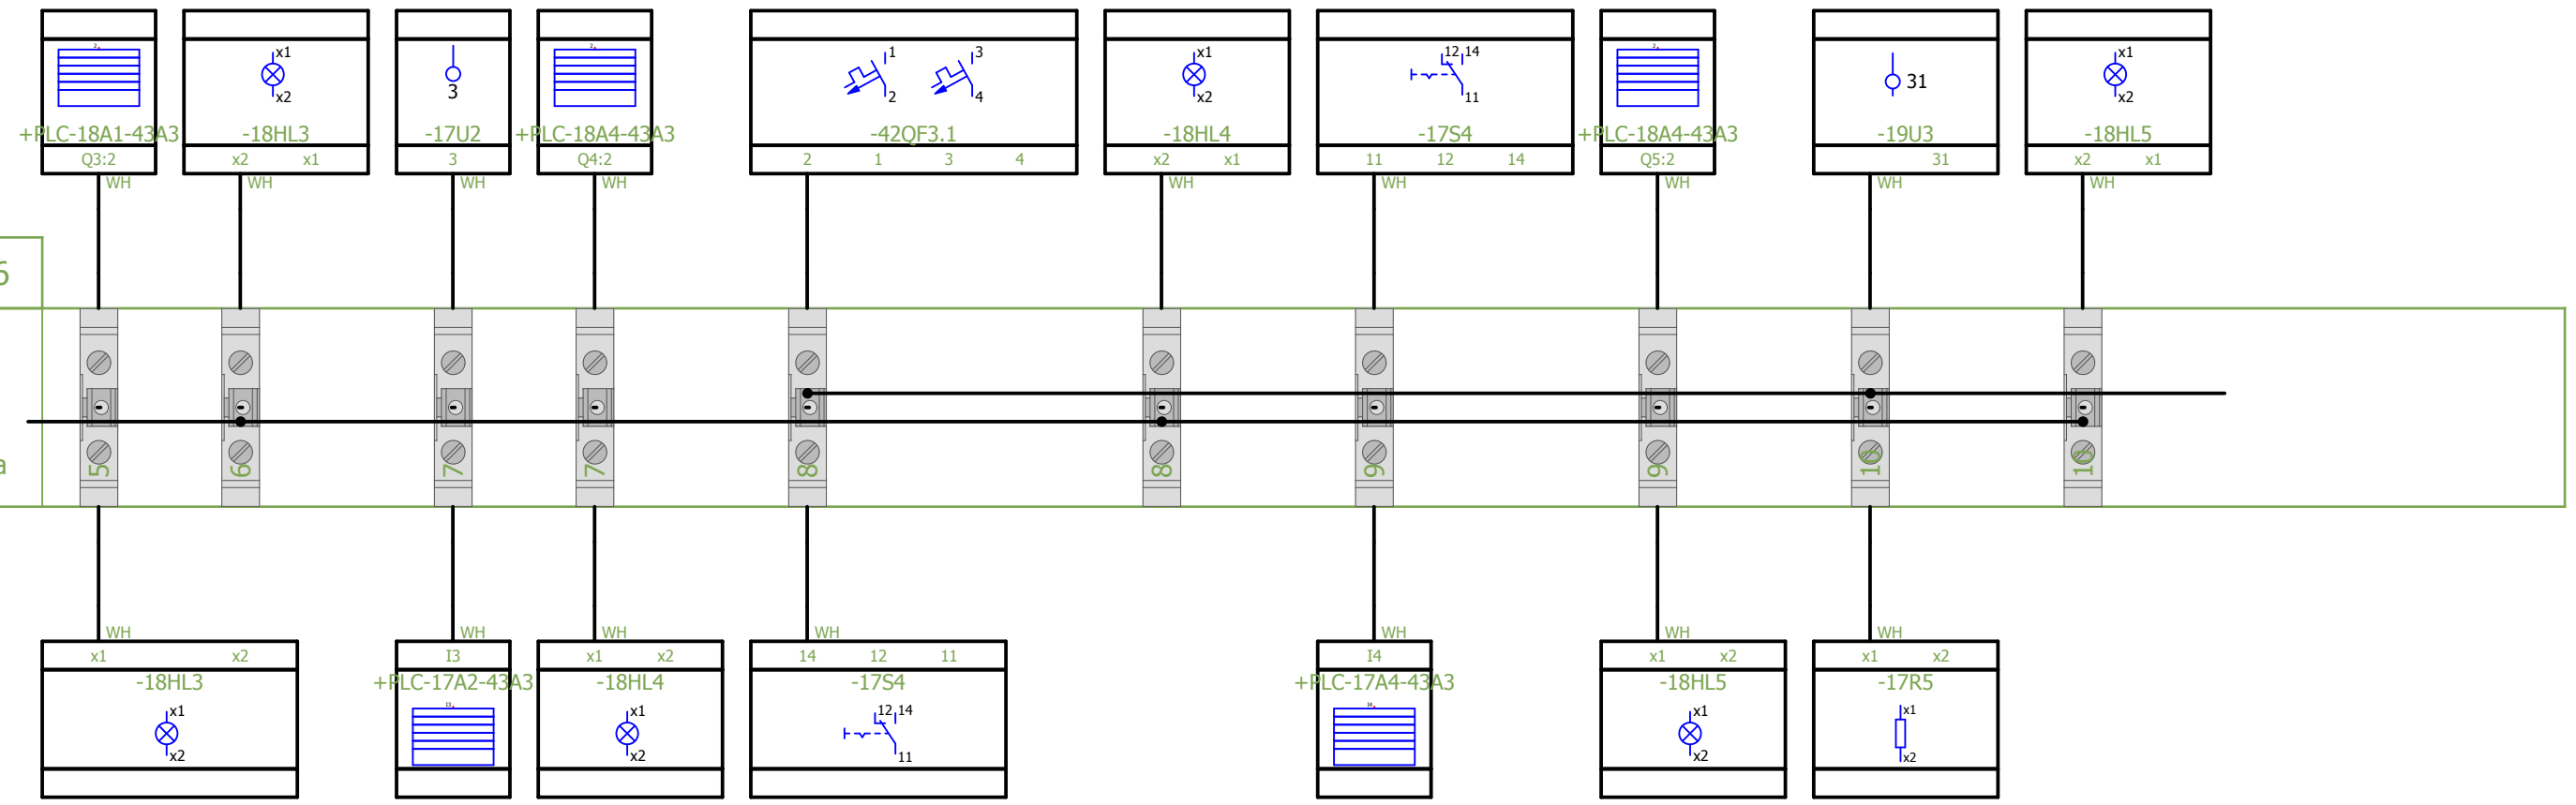 x1
x2
3
1
2
3
4
x1
x2
12 14
11
31
x1
x2
+PLC-18A1-43A3 -18HL3 -17U2 +PLC-18A4-43A3 -42QF3.1 -18HL4 -17S4 +PLC-18A4-43A3 -19U3 -18HL5
Q3:2 x2 x1 3 Q4:2 2 1 3 4 x2 x1 11 12 14 Q5:2 31 x2 x1
WH WH WH WH WH WH WH WH WH
6
a
5 6 7 7 8 8 9 9 10 10
WH WH WH WH WH WH WH
x1 x2 I3 x1 x2 14 12 11 I4 x1 x2 x1 x2
-18HL3 +PLC-17A2-43A3 -18HL4 -17S4 +PLC-17A4-43A3 -18HL5 -17R5
x1
x2
x1
x2
12 14
11
x1
x2
x1
x2